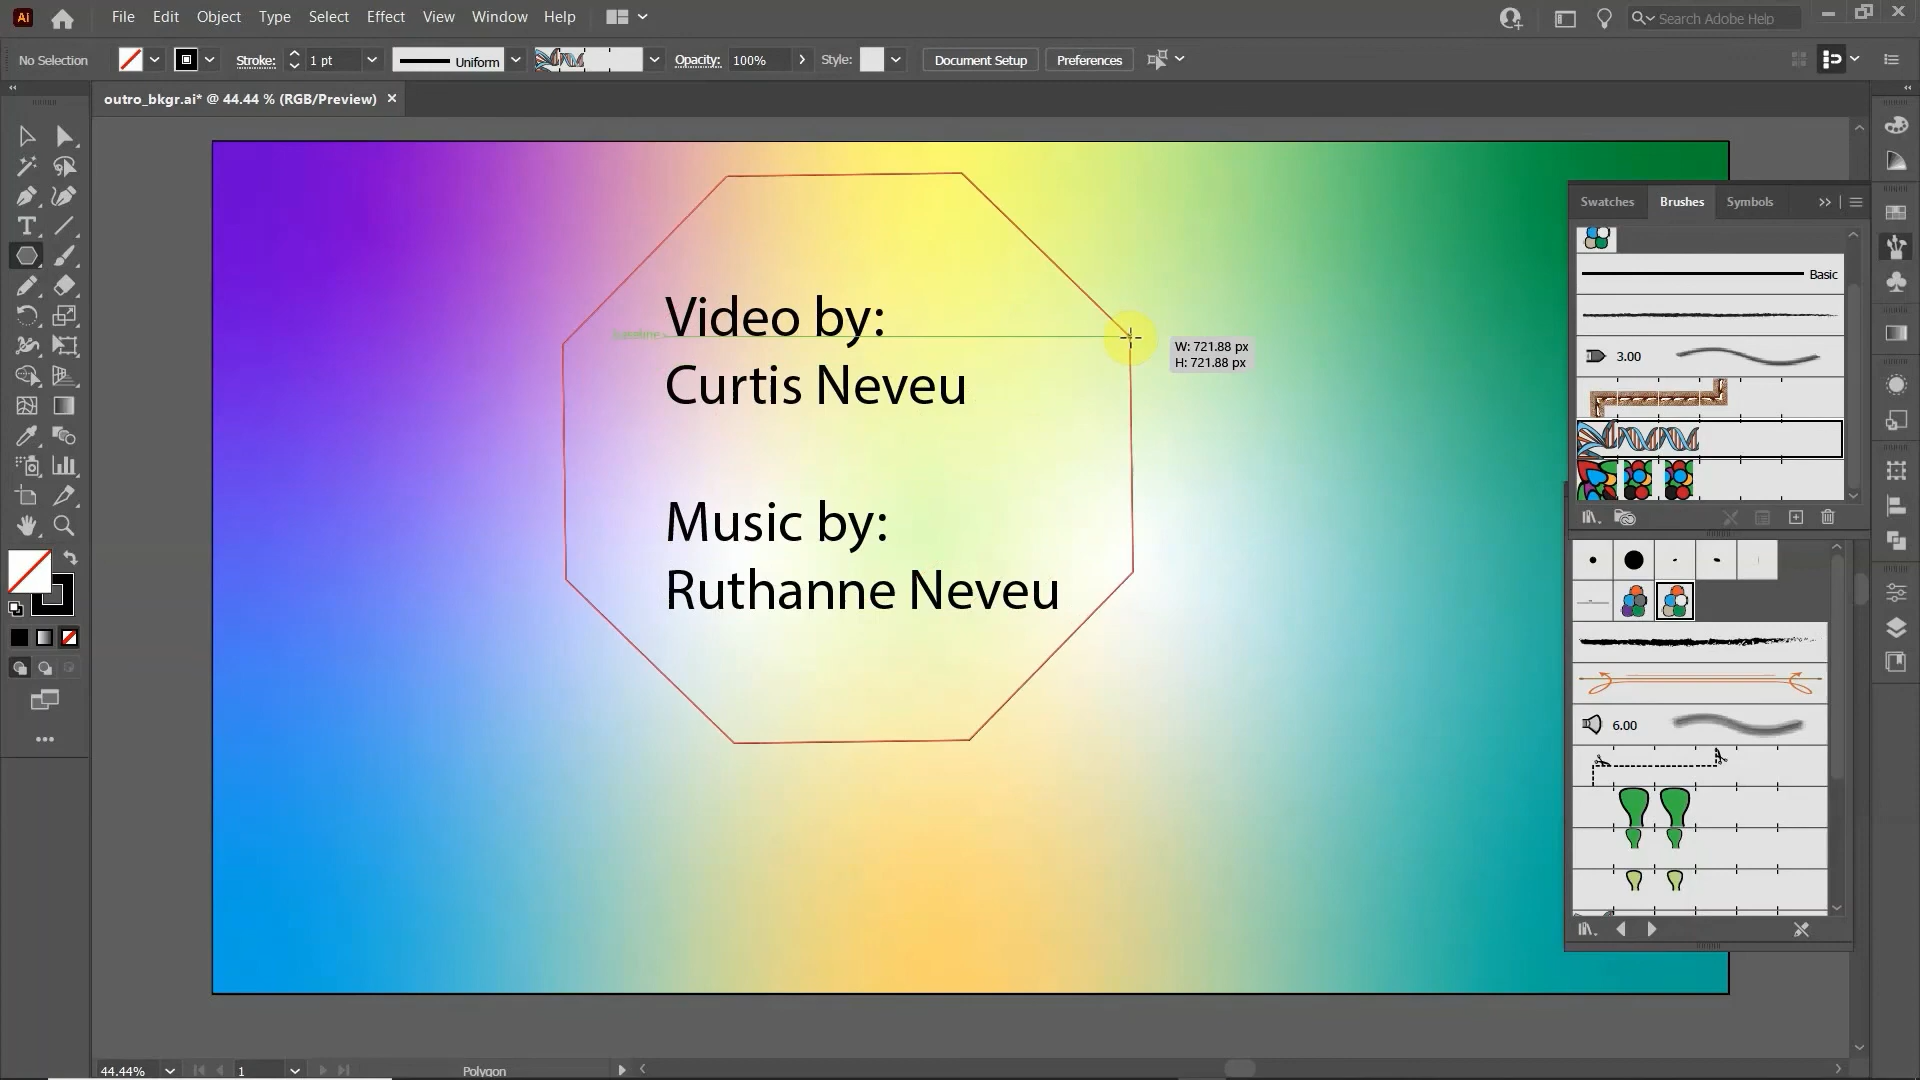 Ai File Edit Object Type Select Effect View Window Help Search Adobe Help
No Selection Stroke: 1 pt Uniform Opacity: 100% Style: Document Setup Preferences
outro_bkgr.ai* @ 44.44 % (RGB/Preview)
Swatches Brushes Symbols
Basic
3.00
6.00
Video by:
baseline
W: 721.88 px
H: 721.88 px
Curtis Neveu
Music by:
Ruthanne Neveu
44.44% 1 Polygon